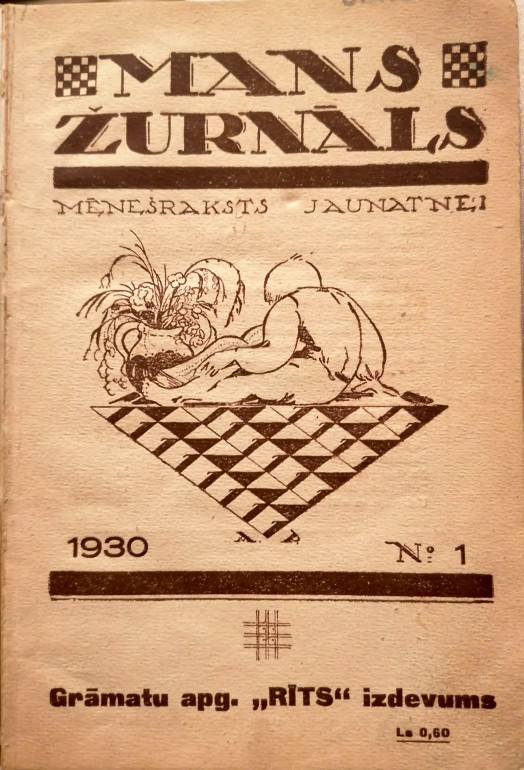 MANS
ŽURNĀLS
MĒNEŠRAKSTS JAUNATNEI
1930
№ 1
Grāmatu apg. „RĪTS“ izdevums
Ls 0,60